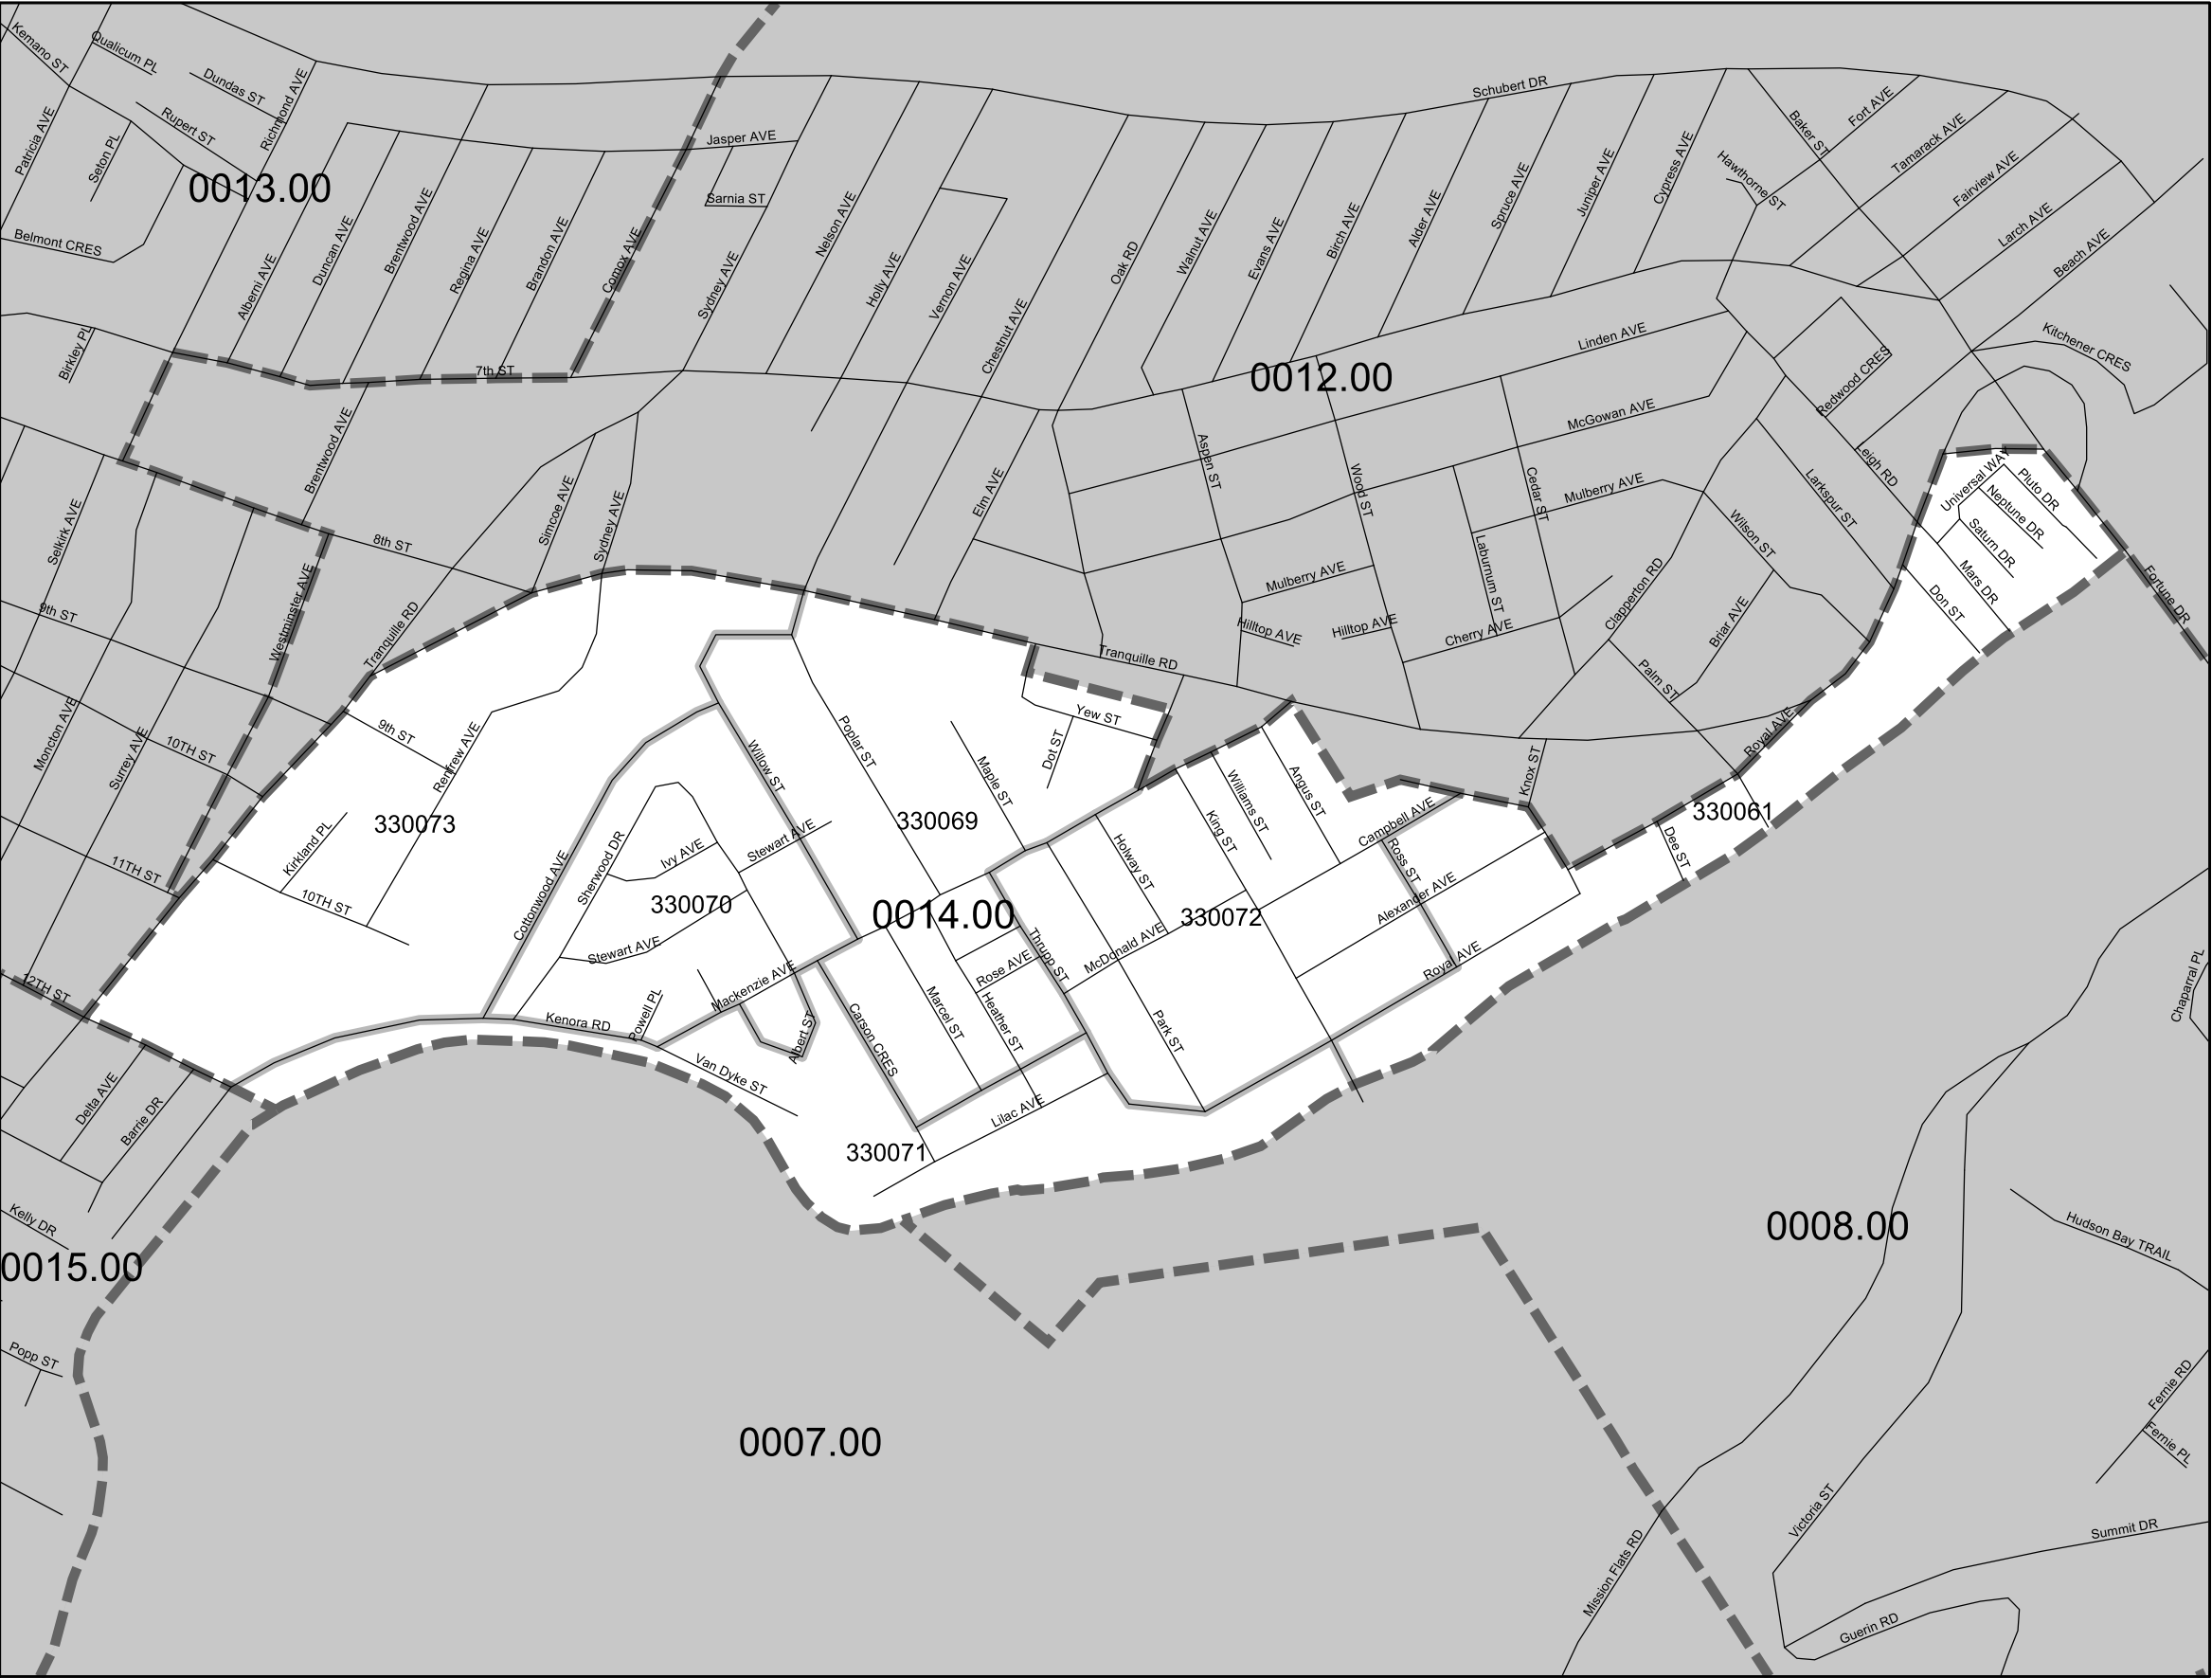 Kemano ST
Qualicum PL
Dundas ST
Richmond AVE
Rupert ST
Patricia AVE
Seton PL
0013.00
Belmont CRES
Alberni AVE
Duncan AVE
Brentwood AVE
Regina AVE
Brandon AVE
Comox AVE
Jasper AVE
Sarnia ST
Sydney AVE
Nelson AVE
Holly AVE
Vernon AVE
Chestnut AVE
Oak RD
Walnut AVE
Evans AVE
Birch AVE
Alder AVE
Schubert DR
Spruce AVE
Juniper AVE
Cypress AVE
Hawthorne ST
Baker ST
Fort AVE
Tamarack AVE
Fairview AVE
Larch AVE
Beach AVE
Kitchener CRES
Birkley PL
7th ST
0012.00
Linden AVE
Redwood CRES
McGowan AVE
Brentwood AVE
Simcoe AVE
Sydney AVE
Elm AVE
Aspen ST
Wood ST
Cedar ST
Mulberry AVE
Leigh RD
Larkspur ST
Universal WAY
Pluto DR
Neptune DR
Saturn DR
Mars DR
Don ST
Fortune DR
Selkirk AVE
8th ST
Wilson ST
Laburnum ST
Mulberry AVE
Clapperton RD
9th ST
Westminster AVE
Tranquille RD
Hilltop AVE
Hilltop AVE
Cherry AVE
Briar AVE
Tranquille RD
Palm ST
Moncton AVE
Surrey AVE
10TH ST
9th ST
Renfrew AVE
Willow ST
Poplar ST
Maple ST
Yew ST
Dot ST
Royal AVE
Knox ST
Williams ST
Angus ST
330073
330069
330061
Kirkland PL
Stewart AVE
King ST
Campbell AVE
Dee ST
11TH ST
10TH ST
Cottonwood AVE
Sherwood DR
Ivy AVE
Holway ST
Ross ST
330070
0014.00
330072
Alexander AVE
Stewart AVE
Thrupp ST
McDonald AVE
Royal AVE
12TH ST
Mackenzie AVE
Rose AVE
Kenora RD
Powell PL
Albert ST
Carson CRES
Marcel ST
Heather ST
Park ST
Chaparral PL
Van Dyke ST
Delta AVE
Barrie DR
Lilac AVE
330071
Kelly DR
0015.00
0008.00
Hudson Bay TRAIL
Popp ST
0007.00
Fernie RD
Fernie PL
Victoria ST
Summit DR
Mission Flats RD
Guerin RD